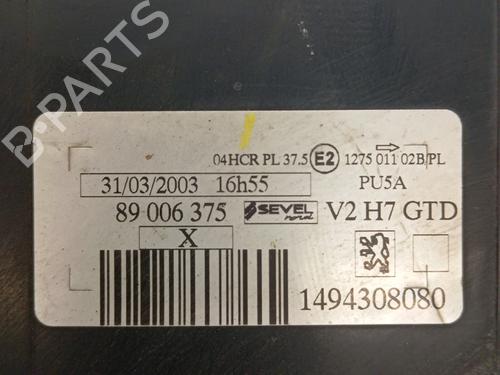 04HCR PL 37.5 E2 1275 011 02B/PL
31/03/2003 16h55 PU5A
89 006 375 SEVEL nord V2 H7 GTD
X
1494308080
B-PARTS